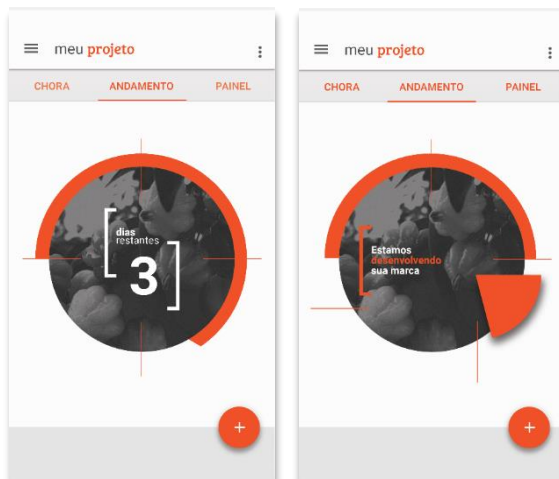 meu projeto
CHORA ANDAMENTO PAINEL
dias
restantes
3
+
meu projeto
CHORA ANDAMENTO PAINEL
Estamos
desenvolvendo
sua marca
+